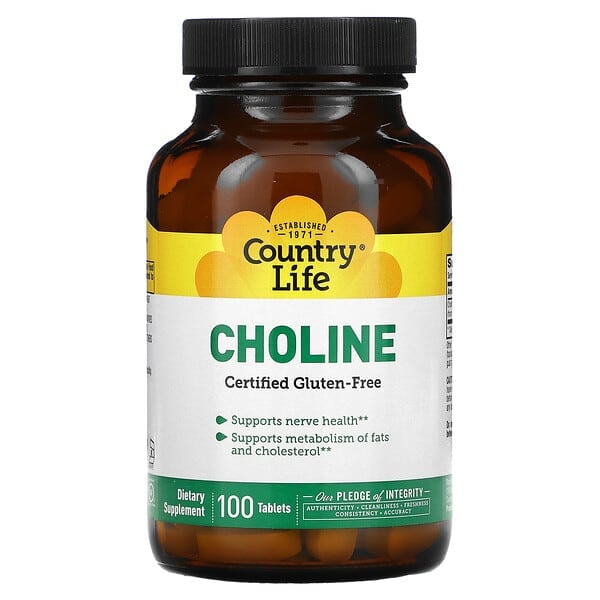 • ESTABLISHED •
1971
Country®
Life
CHOLINE
Certified Gluten-Free
Supports nerve health**
Supports metabolism of fats
and cholesterol**
Dietary
Supplement
100 Tablets
Our PLEDGE of INTEGRITY
AUTHENTICITY • CLEANLINESS • FRESHNESS
CONSISTENCY • ACCURACY